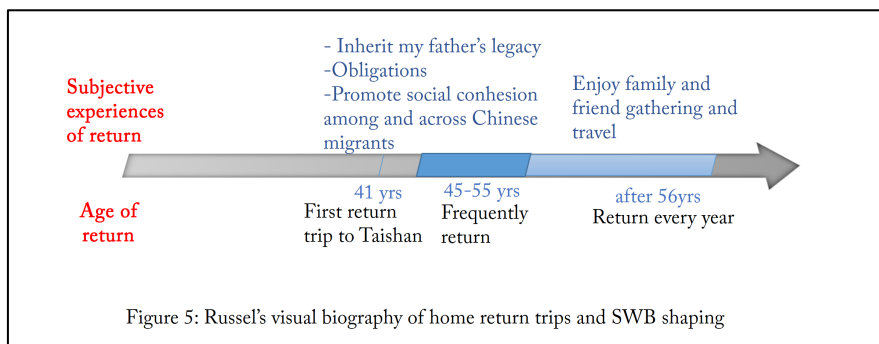 - Inherit my father's legacy
-Obligations
-Promote social conhesion
among and across Chinese
migrants
Enjoy family and
friend gathering and
travel
Subjective
experiences
of return
41 yrs
45-55 yrs
after 56yrs
Age of
return
First return
trip to Taishan
Frequently
return
Return every year
Figure 5: Russel's visual biography of home return trips and SWB shaping